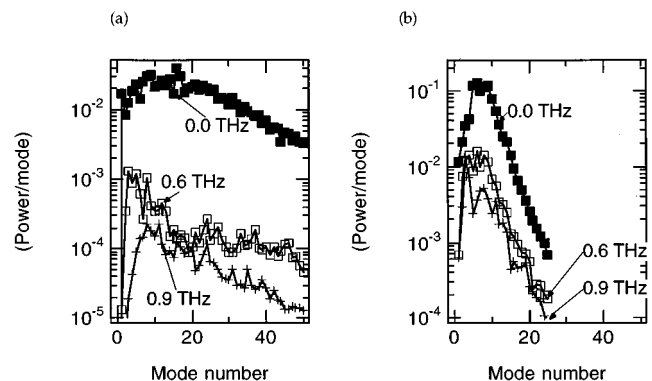 (a)
(Power/mode)
10⁻²
10⁻³
10⁻⁴
10⁻⁵
0.0 THz
0.6 THz
0.9 THz
0
20
40
Mode number
(b)
(Power/mode)
10⁻¹
10⁻²
10⁻³
10⁻⁴
0.0 THz
0.6 THz
0.9 THz
0
20
40
Mode number